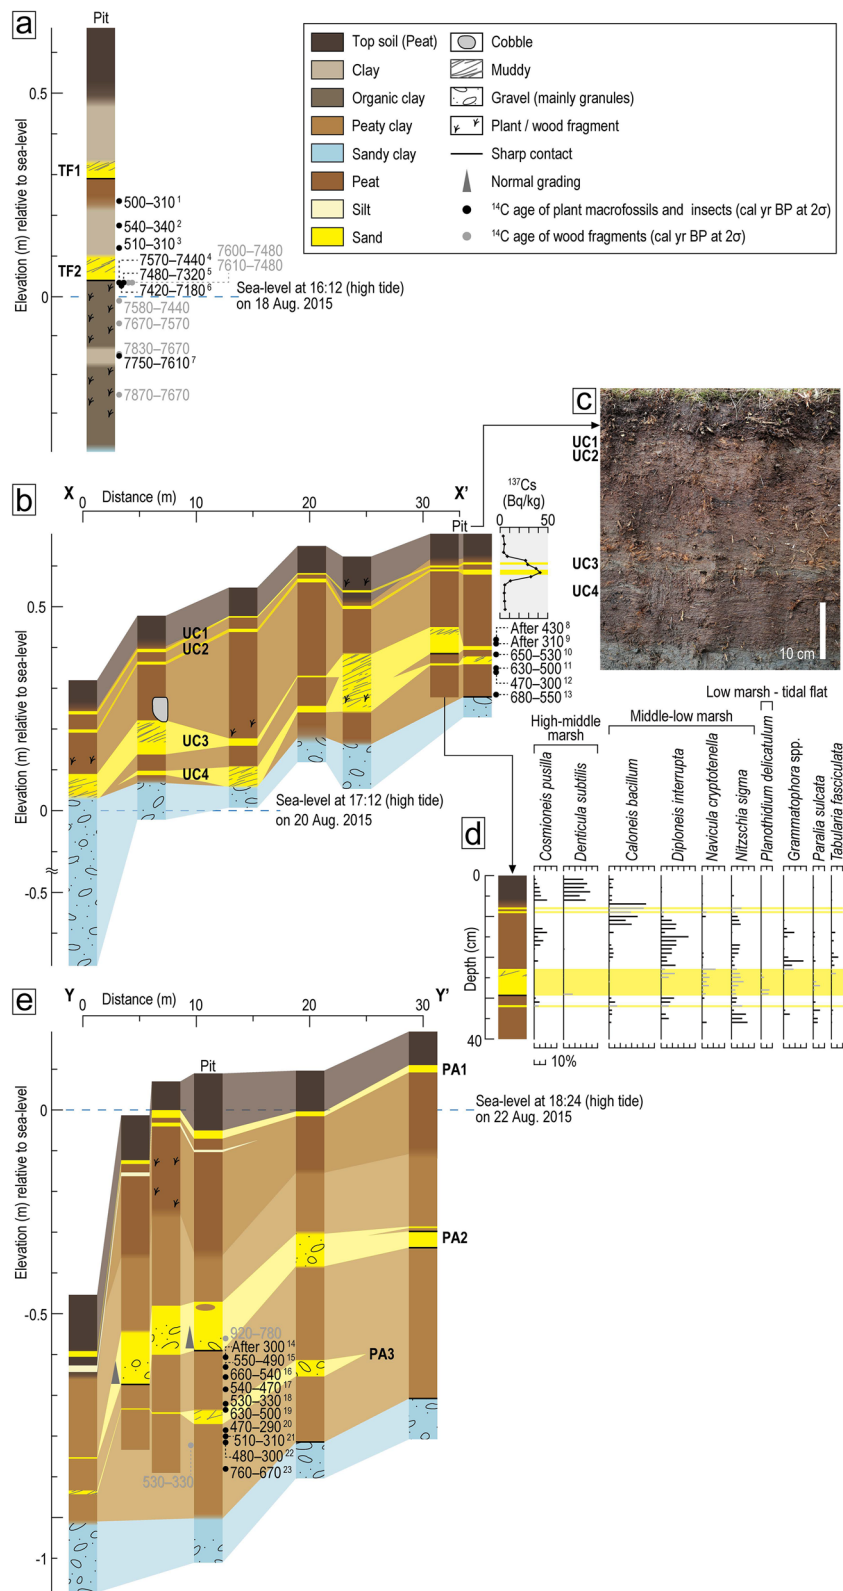 a
Pit
Elevation (m) relative to sea-level
0.5
0
TF1
TF2
500–310 1
540–340 2
510–310 3
7570–7440 4
7480–7320 5
7420–7180 6
7600–7480
7610–7480
7580–7440
7670–7570
7830–7670
7750–7610 7
7870–7670
Sea-level at 16:12 (high tide)
on 18 Aug. 2015
Top soil (Peat)
Clay
Organic clay
Peaty clay
Sandy clay
Peat
Silt
Sand
Cobble
Muddy
Gravel (mainly granules)
Plant / wood fragment
Sharp contact
Normal grading
14C age of plant macrofossils and insects (cal yr BP at 2σ)
14C age of wood fragments (cal yr BP at 2σ)
c
UC1
UC2
UC3
UC4
10 cm
b
X
X'
0
Distance (m)
10
20
30
Pit
137Cs
(Bq/kg)
0
50
Elevation (m) relative to sea-level
0.5
0
-0.5
UC1
UC2
UC3
UC4
After 430 8
After 310 9
650–530 10
630–500 11
470–300 12
680–550 13
Sea-level at 17:12 (high tide)
on 20 Aug. 2015
d
High-middle
marsh
Middle-low marsh
Low marsh - tidal flat
Cosmioneis pusilla
Denticula subtilis
Caloneis bacillum
Diploneis interrupta
Navicula cryptotenella
Nitzschia sigma
Planothidium delicatulum
Grammatophora spp.
Paralia sulcata
Tabularia fasciculata
Depth (cm)
0
40
10%
e
Y
Y'
0
Distance (m)
10
20
30
Pit
Elevation (m) relative to sea-level
0
-0.5
-1
PA1
PA2
PA3
Sea-level at 18:24 (high tide)
on 22 Aug. 2015
920–780
After 300 14
550–490 15
660–540 16
540–470 17
530–330 18
630–500 19
470–290 20
510–310 21
480–300 22
760–670 23
530–330